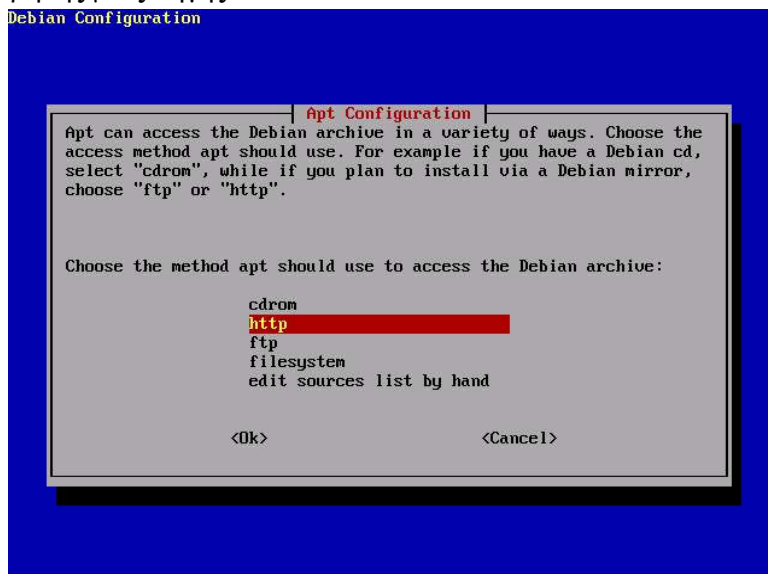 Debian Configuration
Apt Configuration
Apt can access the Debian archive in a variety of ways. Choose the
access method apt should use. For example if you have a Debian cd,
select "cdrom", while if you plan to install via a Debian mirror,
choose "ftp" or "http".
Choose the method apt should use to access the Debian archive:
cdrom
http
ftp
filesystem
edit sources list by hand
<Ok> <Cancel>